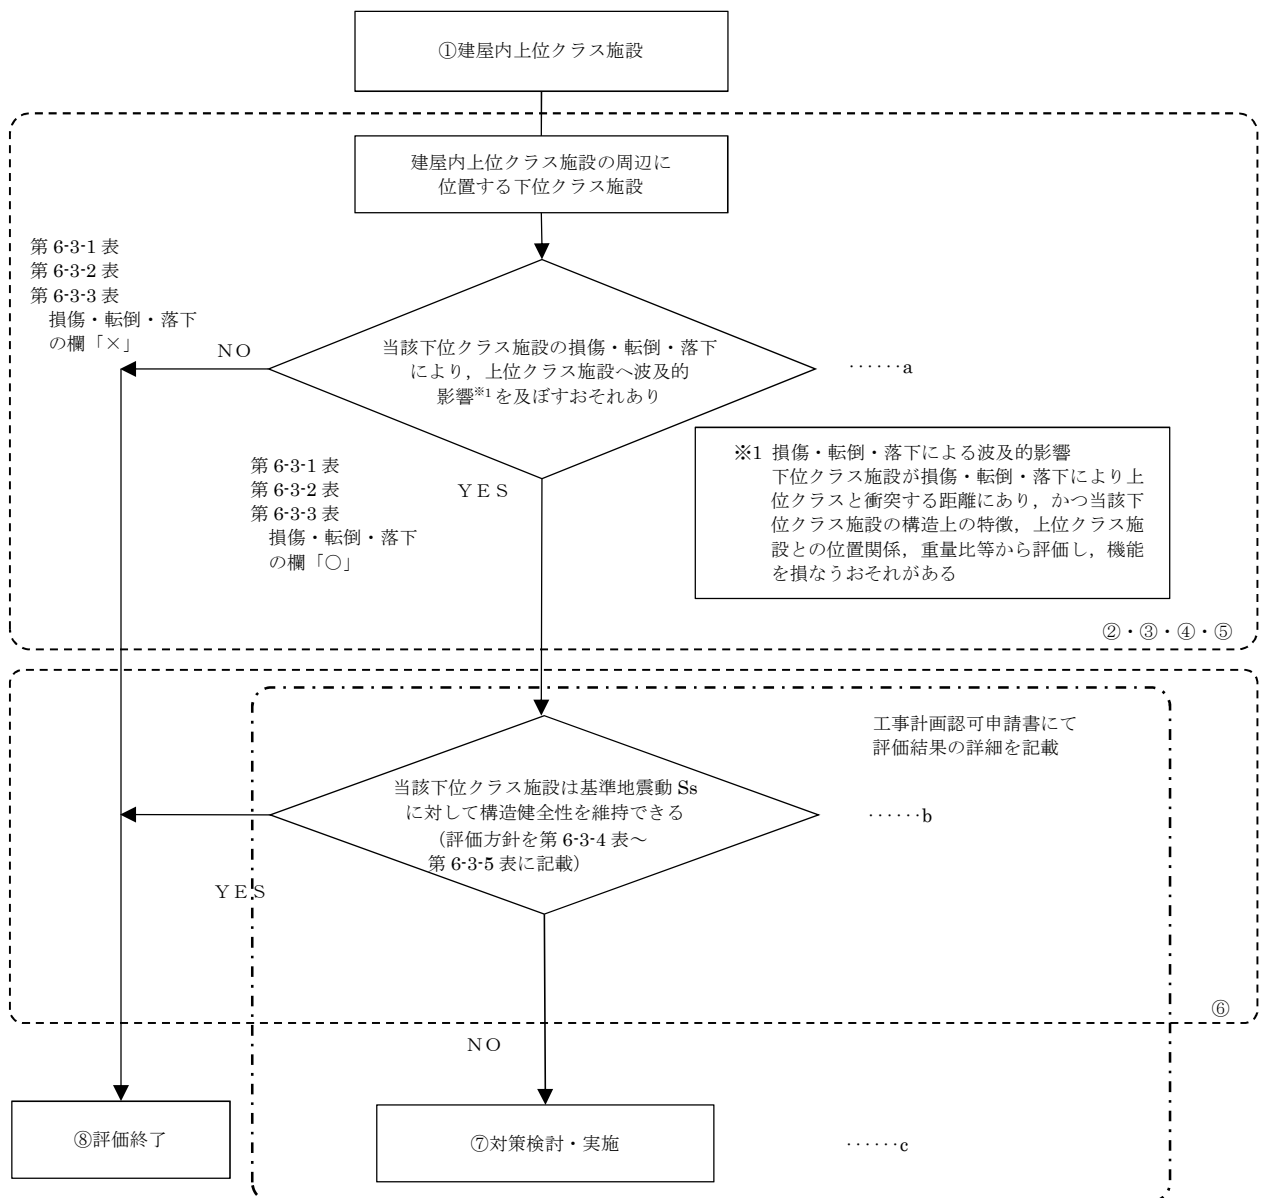 ①建屋内上位クラス施設
建屋内上位クラス施設の周辺に
位置する下位クラス施設
第 6-3-1 表
第 6-3-2 表
第 6-3-3 表
損傷・転倒・落下
の欄「×」
ＮＯ
当該下位クラス施設の損傷・転倒・落下
により，上位クラス施設へ波及的
影響※1 を及ぼすおそれあり
‥‥‥a
第 6-3-1 表
第 6-3-2 表
第 6-3-3 表
損傷・転倒・落下
の欄「○」
ＹＥＳ
※1 損傷・転倒・落下による波及的影響
下位クラス施設が損傷・転倒・落下により上
位クラスと衝突する距離にあり，かつ当該下
位クラス施設の構造上の特徴，上位クラス施
設との位置関係，重量比等から評価し，機能
を損なうおそれがある
②・③・④・⑤
工事計画認可申請書にて
評価結果の詳細を記載
当該下位クラス施設は基準地震動 Ss
に対して構造健全性を維持できる
（評価方針を第 6-3-4 表～
第 6-3-5 表に記載）
‥‥‥b
ＹＥＳ
⑥
ＮＯ
⑧評価終了
⑦対策検討・実施
‥‥‥c